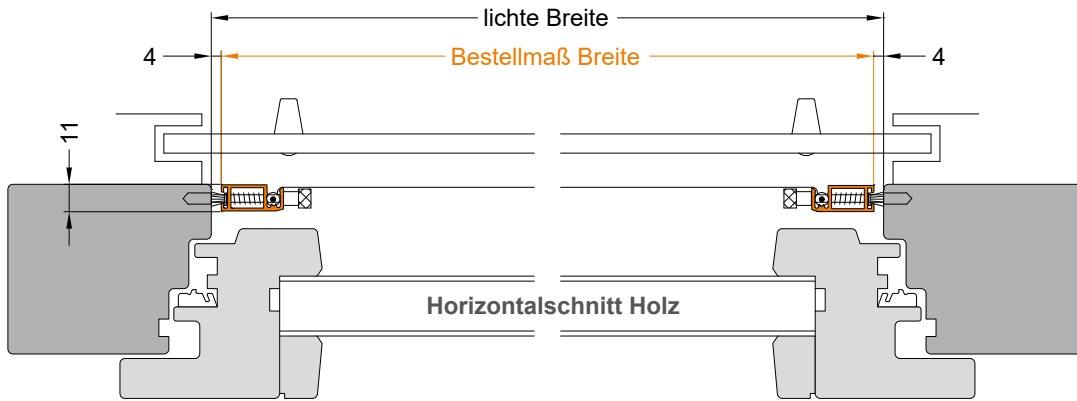 lichte Breite
4
Bestellmaß Breite
4
11
Horizontalschnitt Holz